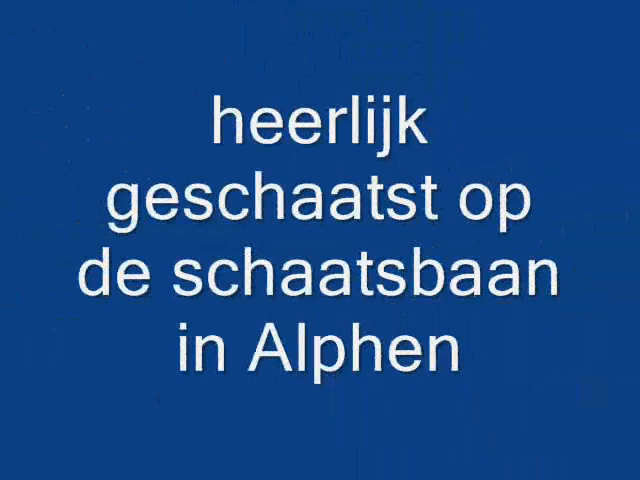 heerlijk
geschaatst op
de schaatsbaan
in Alphen